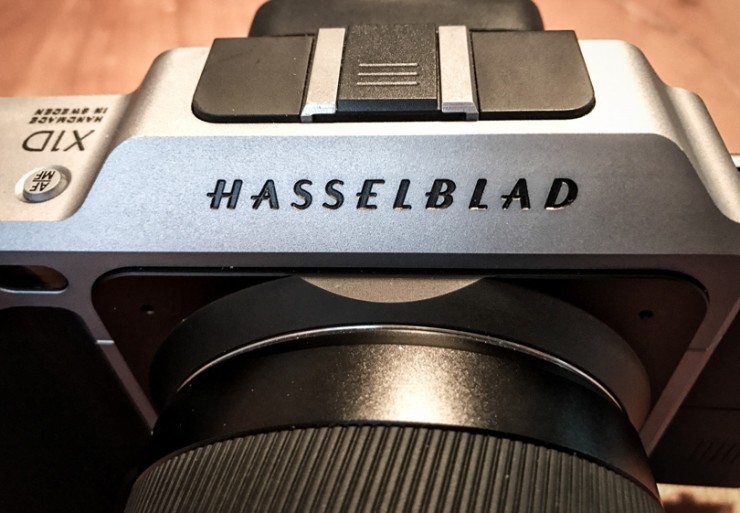 HASSELBLAD
X1D
HANDMADE
IN SWEDEN
AF
MF